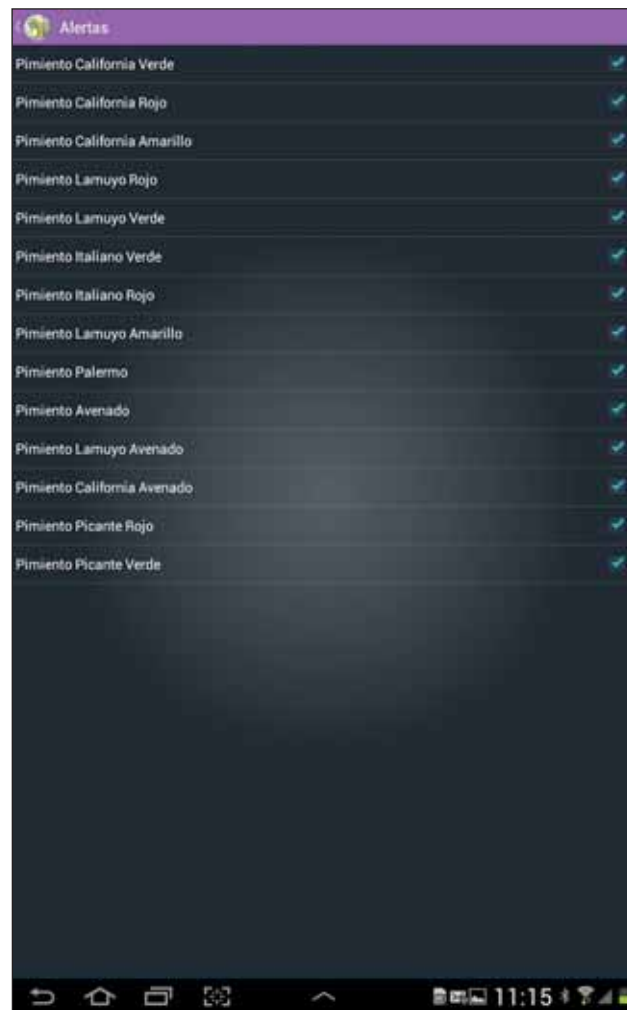 Alertas
Pimiento California Verde
Pimiento California Rojo
Pimiento California Amarillo
Pimiento Lamuyo Rojo
Pimiento Lamuyo Verde
Pimiento Italiano Verde
Pimiento Italiano Rojo
Pimiento Lamuyo Amarillo
Pimiento Palermo
Pimiento Avenado
Pimiento Lamuyo Avenado
Pimiento California Avenado
Pimiento Picante Rojo
Pimiento Picante Verde
11:15